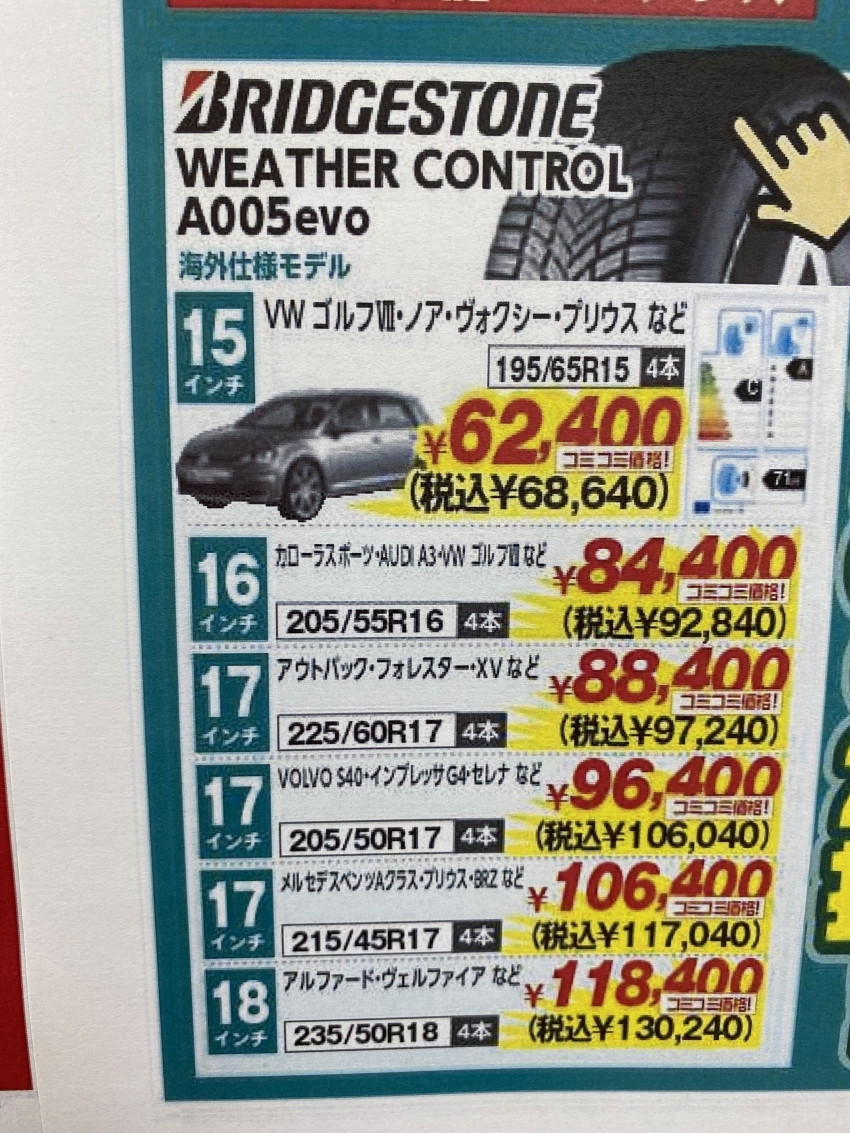 BRIDGESTONE
WEATHER CONTROL
A005evo
海外仕様モデル
15
インチ
VW ゴルフⅦ・ノア・ヴォクシー・プリウス など
195/65R15 4本
¥62,400
コミコミ価格!
(税込¥68,640)
C
A
71
16
インチ
カローラスポーツ・AUDI A3・VW ゴルフⅦ など
205/55R16 4本
¥84,400
コミコミ価格!
(税込¥92,840)
17
インチ
アウトバック・フォレスター・XV など
225/60R17 4本
¥88,400
コミコミ価格!
(税込¥97,240)
17
インチ
VOLVO S40・インプレッサG4・セレナ など
205/50R17 4本
¥96,400
コミコミ価格!
(税込¥106,040)
17
インチ
メルセデスベンツAクラス・プリウス・BRZ など
215/45R17 4本
¥106,400
コミコミ価格!
(税込¥117,040)
18
インチ
アルファード・ヴェルファイア など
235/50R18 4本
¥118,400
コミコミ価格!
(税込¥130,240)